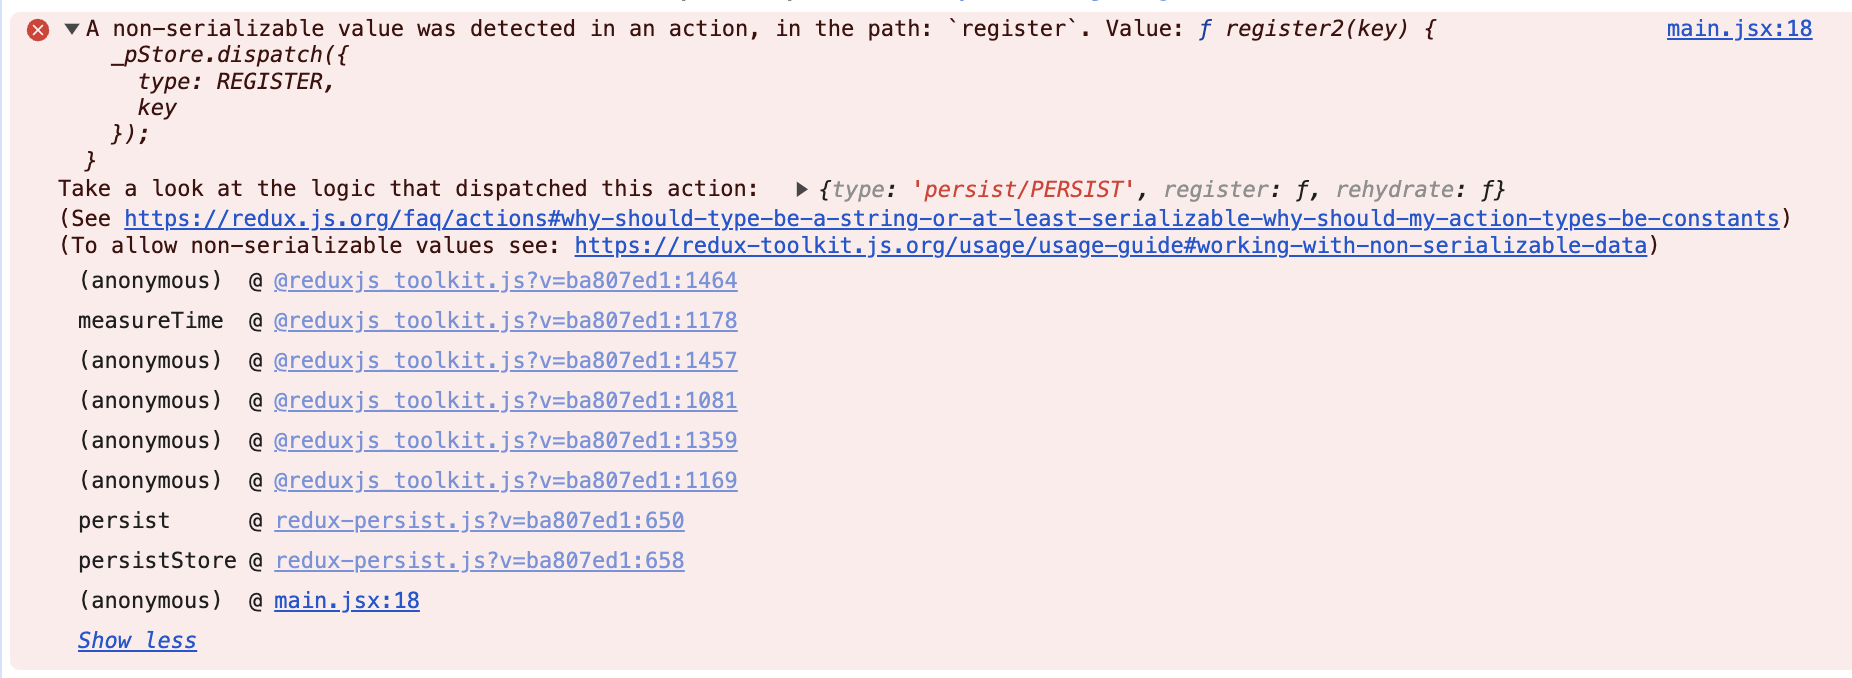 A non-serializable value was detected in an action, in the path: `register`. Value: ƒ register2(key) { main.jsx:18
_pStore.dispatch({
type: REGISTER,
key
});
}
Take a look at the logic that dispatched this action: {type: 'persist/PERSIST', register: ƒ, rehydrate: ƒ}
(See https://redux.js.org/faq/actions#why-should-type-be-a-string-or-at-least-serializable-why-should-my-action-types-be-constants)
(To allow non-serializable values see: https://redux-toolkit.js.org/usage/usage-guide#working-with-non-serializable-data)
(anonymous) @ @reduxjs_toolkit.js?v=ba807ed1:1464
measureTime @ @reduxjs_toolkit.js?v=ba807ed1:1178
(anonymous) @ @reduxjs_toolkit.js?v=ba807ed1:1457
(anonymous) @ @reduxjs_toolkit.js?v=ba807ed1:1081
(anonymous) @ @reduxjs_toolkit.js?v=ba807ed1:1359
(anonymous) @ @reduxjs_toolkit.js?v=ba807ed1:1169
persist @ redux-persist.js?v=ba807ed1:650
persistStore @ redux-persist.js?v=ba807ed1:658
(anonymous) @ main.jsx:18
Show less